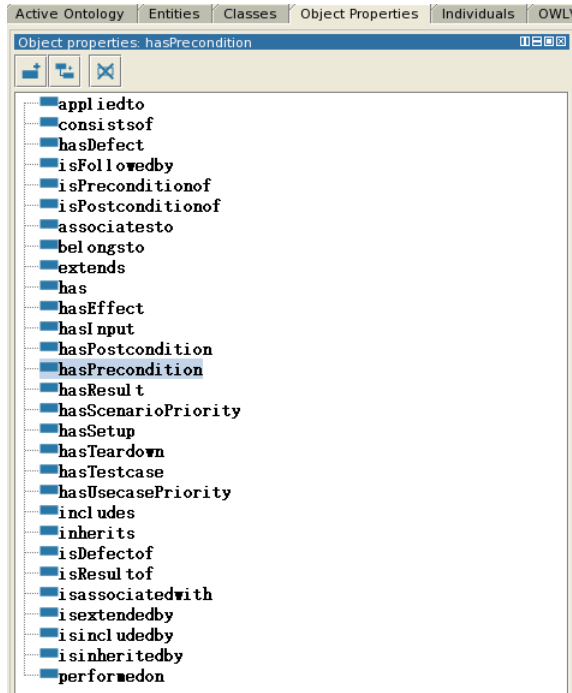 Active Ontology Entities Classes Object Properties Individuals OWLV
Object properties: hasPrecondition
appliedto
consistsof
hasDefect
isFollowedby
isPreconditionof
isPostconditionof
associatesto
belongsto
extends
has
hasEffect
hasInput
hasPostcondition
hasPrecondition
hasResult
hasScenarioPriority
hasSetup
hasTeardown
hasTestcase
hasUsecasePriority
includes
inherits
isDefectof
isResultof
isassociatedwith
isextendedby
isincludedby
isinheritedby
performedon